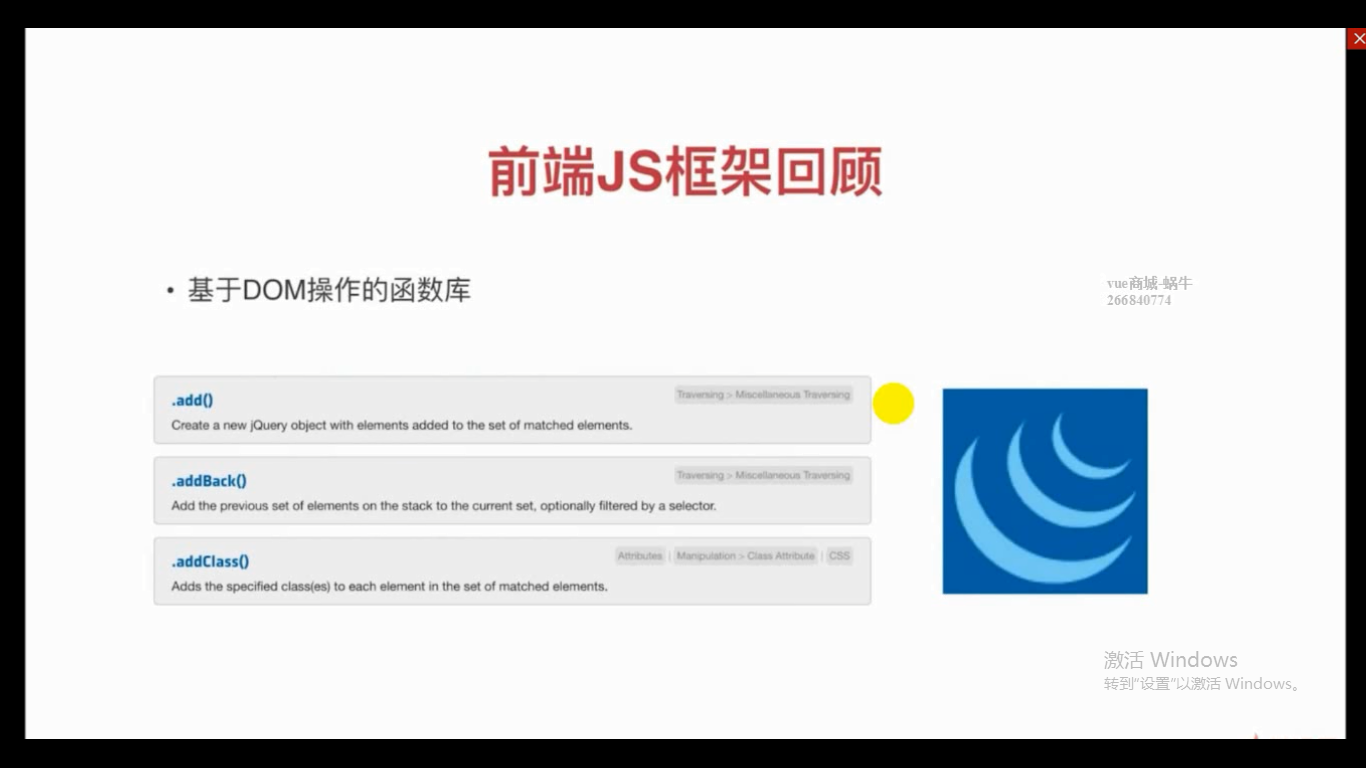 前端JS框架回顾
• 基于DOM操作的函数库
vue商城-蜗牛
266840774
.add()
Traversing > Miscellaneous Traversing
Create a new jQuery object with elements added to the set of matched elements.
.addBack()
Traversing > Miscellaneous Traversing
Add the previous set of elements on the stack to the current set, optionally filtered by a selector.
.addClass()
Attributes | Manipulation > Class Attribute | CSS
Adds the specified class(es) to each element in the set of matched elements.
激活 Windows
转到"设置"以激活 Windows。